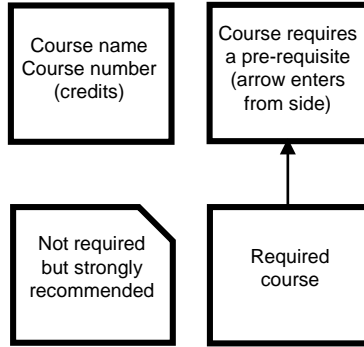 Course name
Course number
(credits)
Course requires
a pre-requisite
(arrow enters
from side)
Not required
but strongly
recommended
Required
course